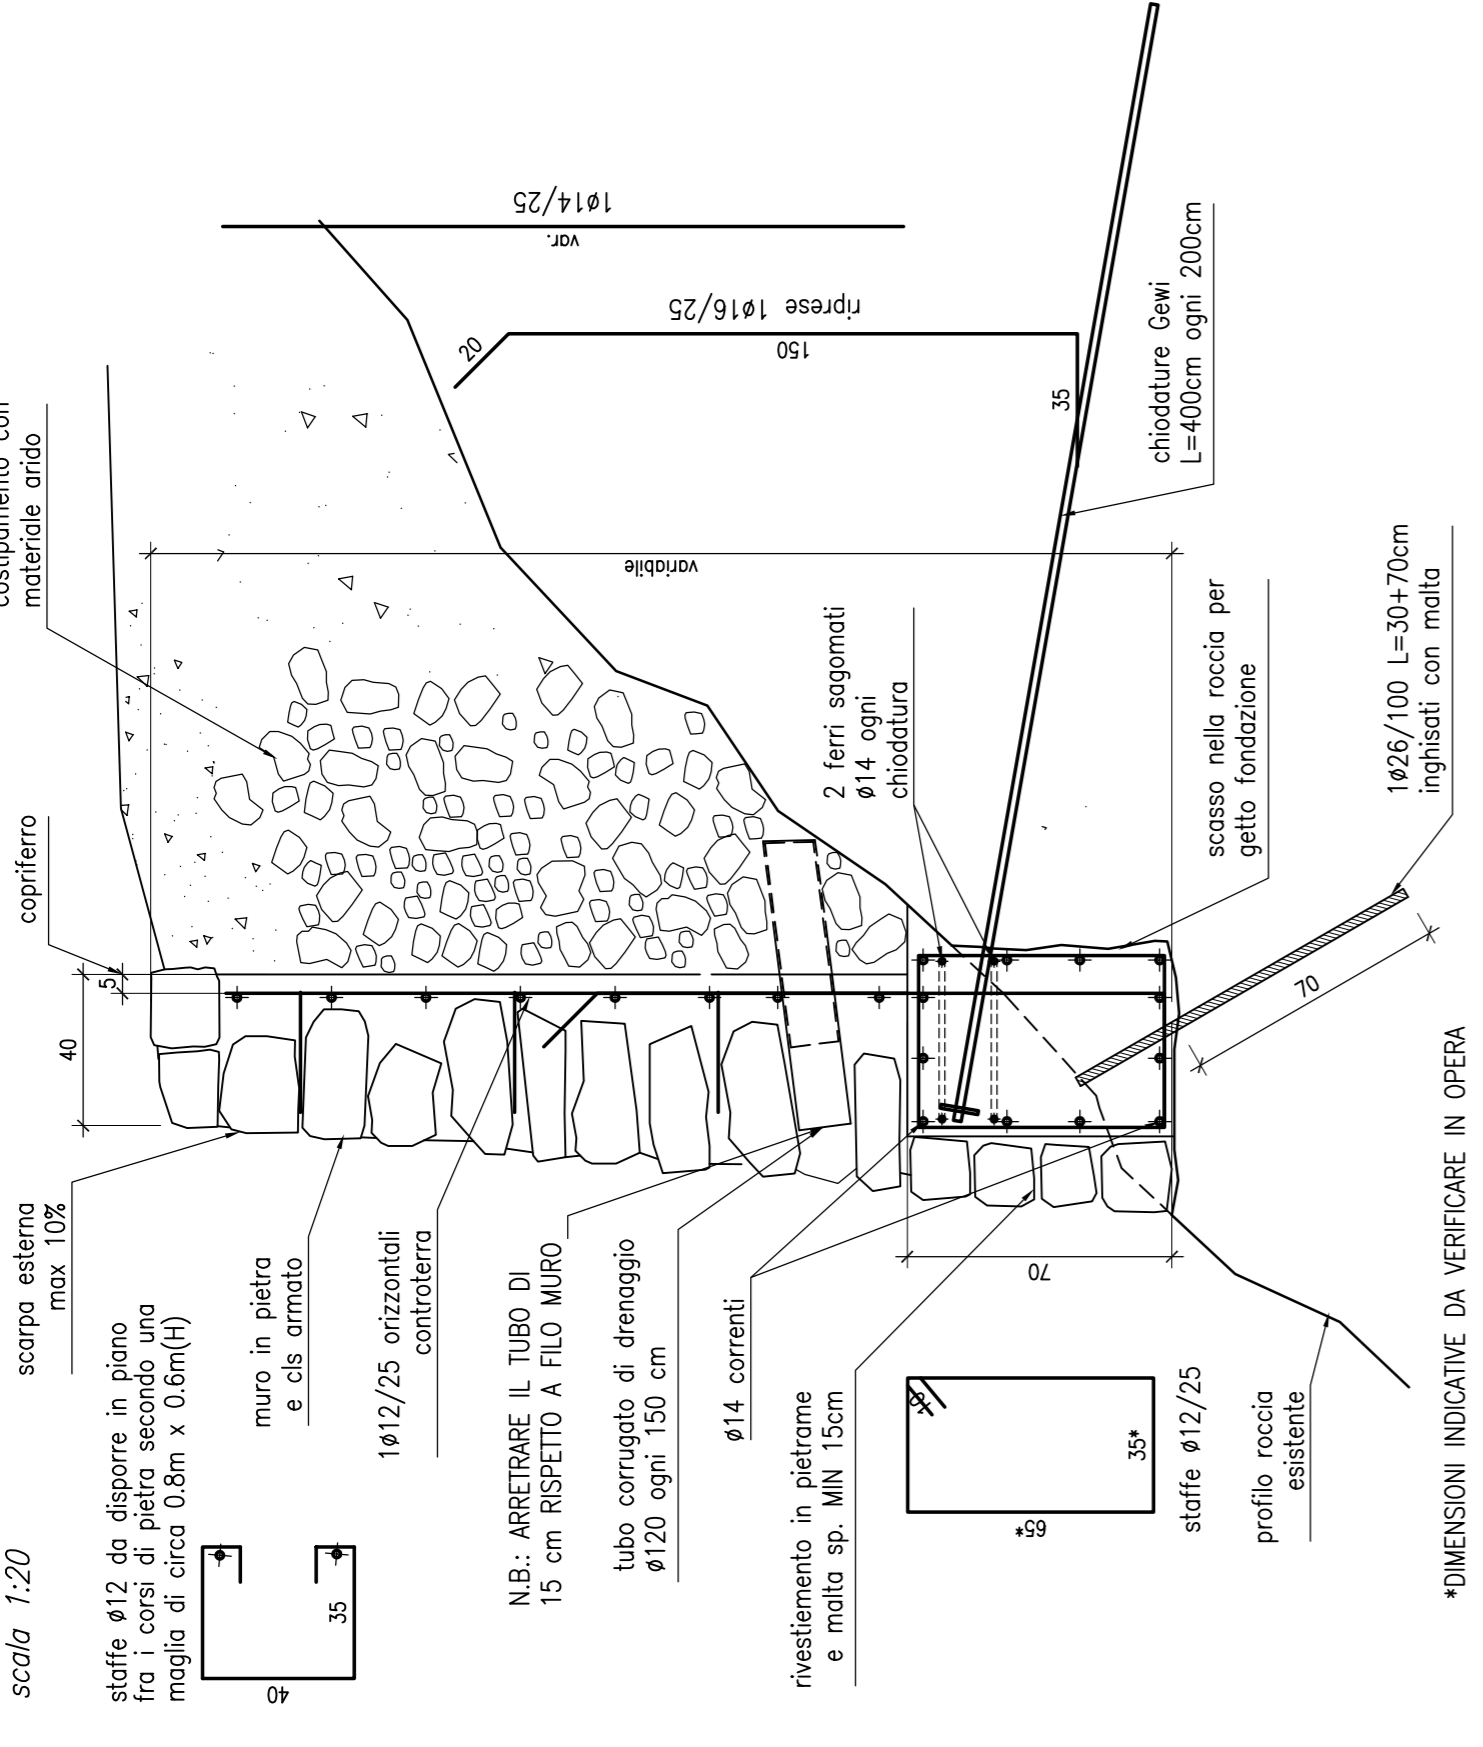 scala 1:20
staffe ø12 da disporre in piano
fra i corsi di pietra secondo una
maglia di circa 0.8m x 0.6m(H)
40
35
scarpa esterna
max 10%
muro in pietra
e cls armato
1ø12/25 orizzontali
controterra
N.B.: ARRETRARE IL TUBO DI
15 cm RISPETTO A FILO MURO
tubo corrugato di drenaggio
ø120 ogni 150 cm
ø14 correnti
rivestiemento in pietrame
e malta sp. MIN 15cm
65*
35*
staffe ø12/25
profilo roccia
esistente
*DIMENSIONI INDICATIVE DA VERIFICARE IN OPERA
40
5
copriferro
costipamento con
materiale arido
variabile
70
70
2 ferri sagomati
ø14 ogni
chiodatura
scasso nella roccia per
getto fondazione
1ø26/100 L=30+70cm
inghisati con malta
chiodature Gewi
L=400cm ogni 200cm
20
150
35
riprese 1ø16/25
var.
1ø14/25